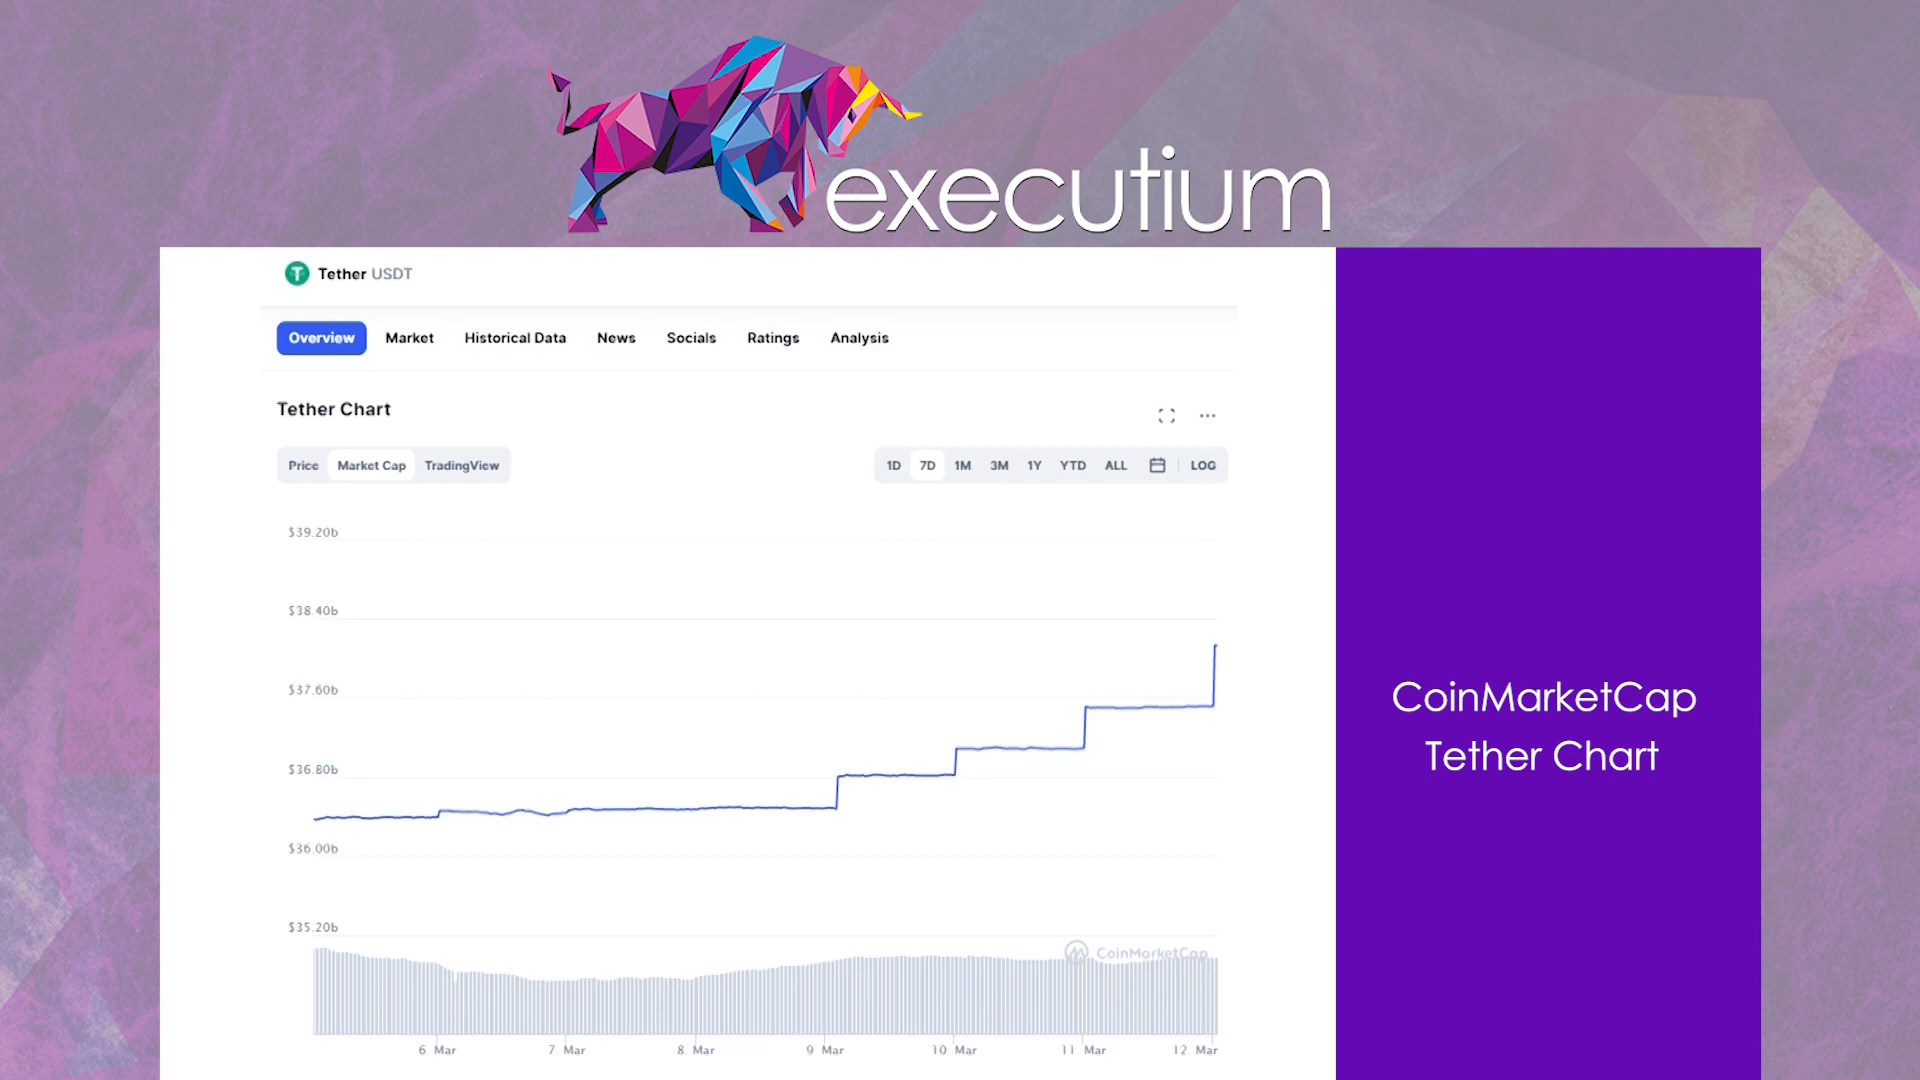 executium
Tether USDT
Overview Market Historical Data News Socials Ratings Analysis
Tether Chart
Price Market Cap TradingView
1D 7D 1M 3M 1Y YTD ALL LOG
$39.20b
$38.40b
$37.60b
$36.80b
$36.00b
$35.20b
CoinMarketCap
6 Mar 7 Mar 8 Mar 9 Mar 10 Mar 11 Mar 12 Mar
CoinMarketCap
Tether Chart